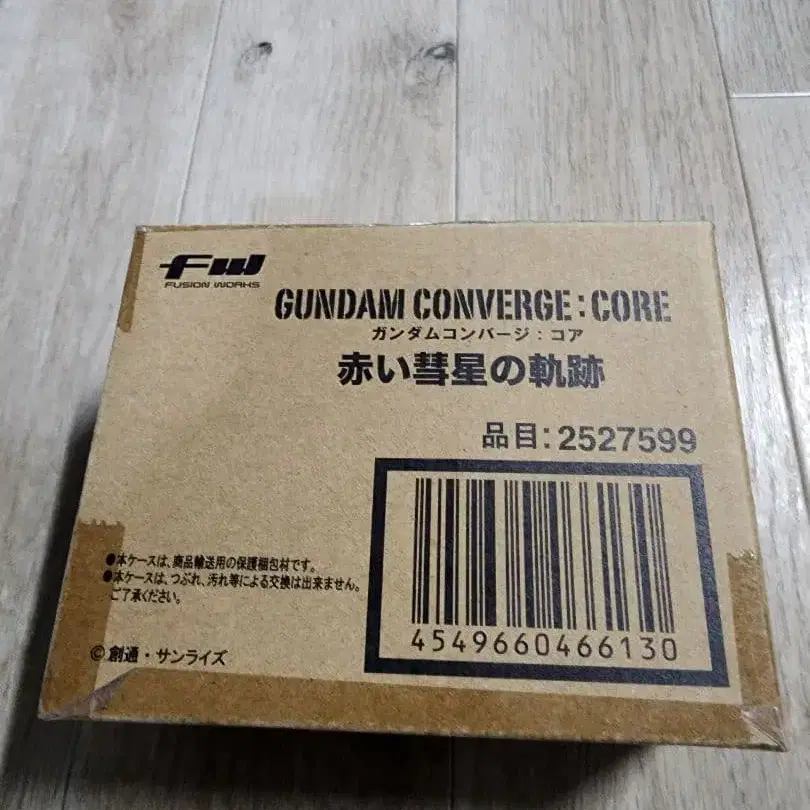 FW
FUSION WORKS
GUNDAM CONVERGE:CORE
ガンダムコンバージ:コア
赤い彗星の軌跡
品目:2527599
●本ケースは、商品輸送用の保護梱包材です。
●本ケースは、つぶれ、汚れ等による交換は出来ません。
ご了承ください。
4549660466130
©創通・サンライズ